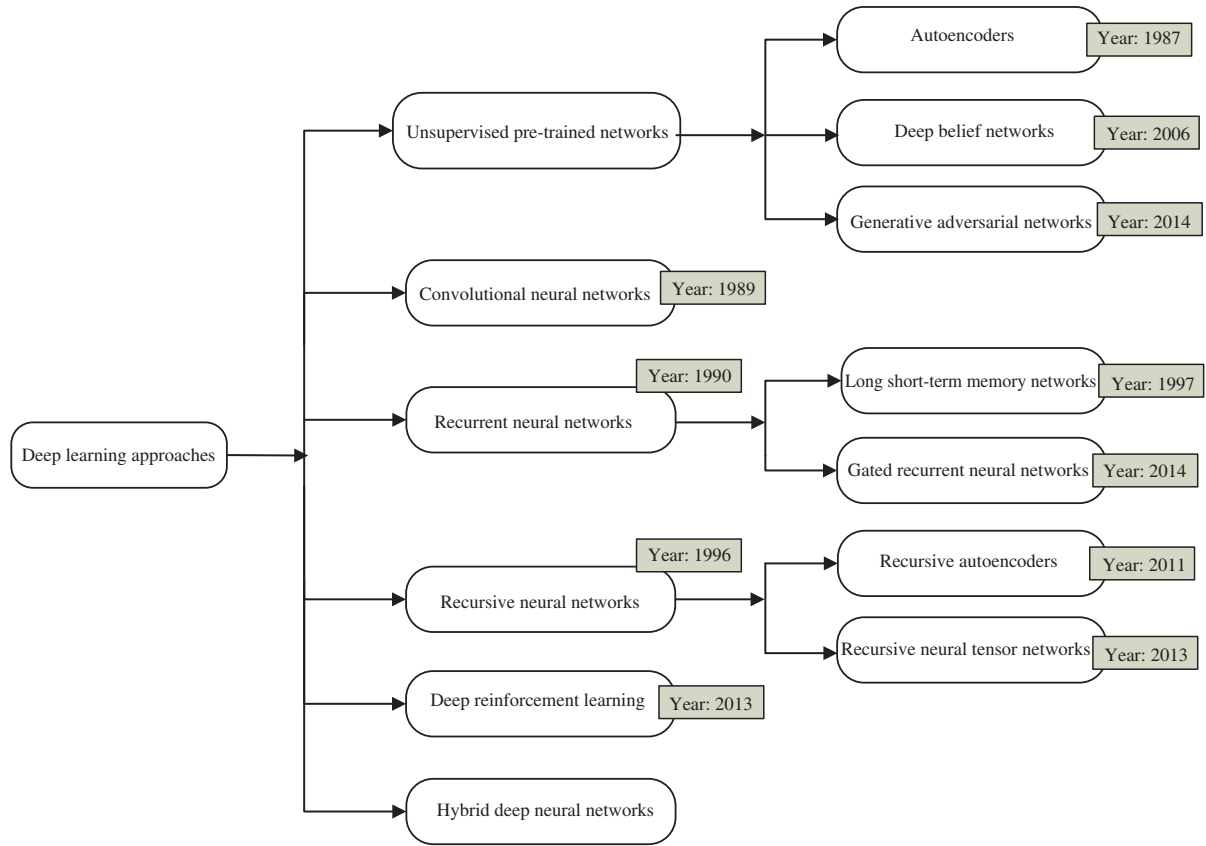 Deep learning approaches
Unsupervised pre-trained networks
Autoencoders
Year: 1987
Deep belief networks
Year: 2006
Generative adversarial networks
Year: 2014
Convolutional neural networks
Year: 1989
Recurrent neural networks
Year: 1990
Long short-term memory networks
Year: 1997
Gated recurrent neural networks
Year: 2014
Recursive neural networks
Year: 1996
Recursive autoencoders
Year: 2011
Recursive neural tensor networks
Year: 2013
Deep reinforcement learning
Year: 2013
Hybrid deep neural networks